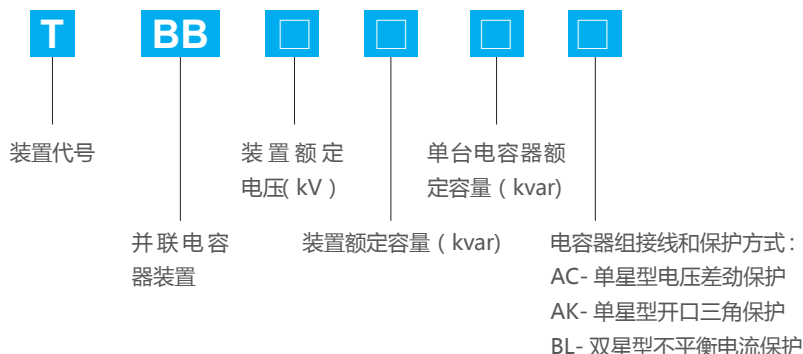 T BB □ □ □ □
装置代号
装置额定
电压( kV )
单台电容器额
定容量 ( kvar)
并联电容
器装置
装置额定容量 ( kvar)
电容器组接线和保护方式 :
AC- 单星型电压差劲保护
AK- 单星型开口三角保护
BL- 双星型不平衡电流保护